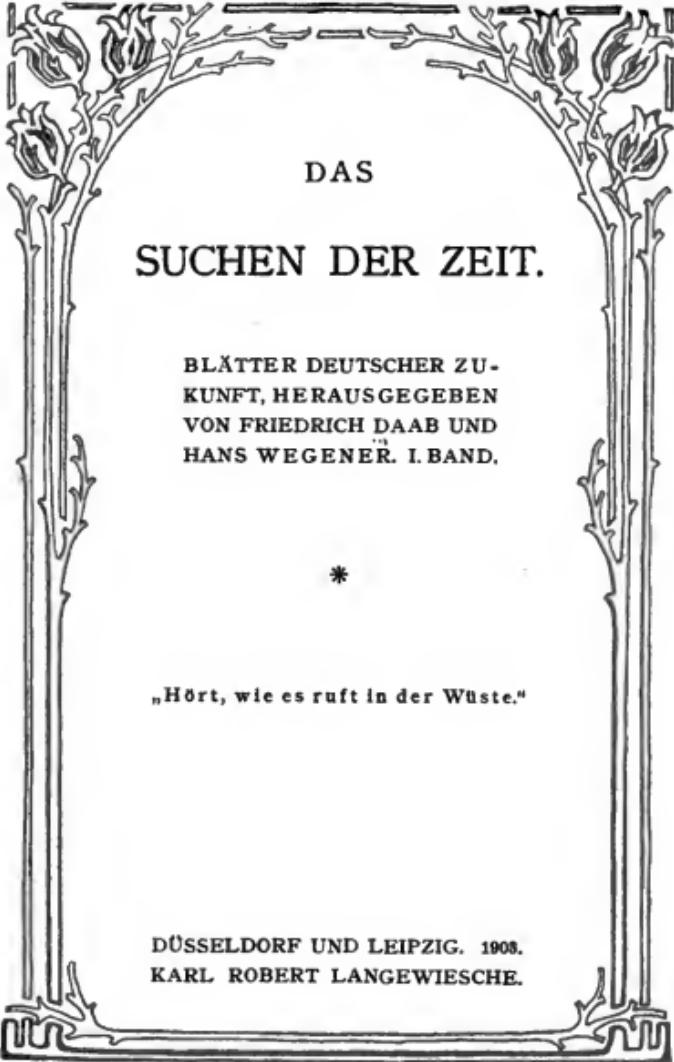 DAS
SUCHEN DER ZEIT.
BLÄTTER DEUTSCHER ZU-
KUNFT, HERAUSGEGEBEN
VON FRIEDRICH DAAB UND
HANS WEGENER. I. BAND.
*
„Hört, wie es ruft in der Wüste.“
DÜSSELDORF UND LEIPZIG. 1903.
KARL ROBERT LANGEWIESCHE.